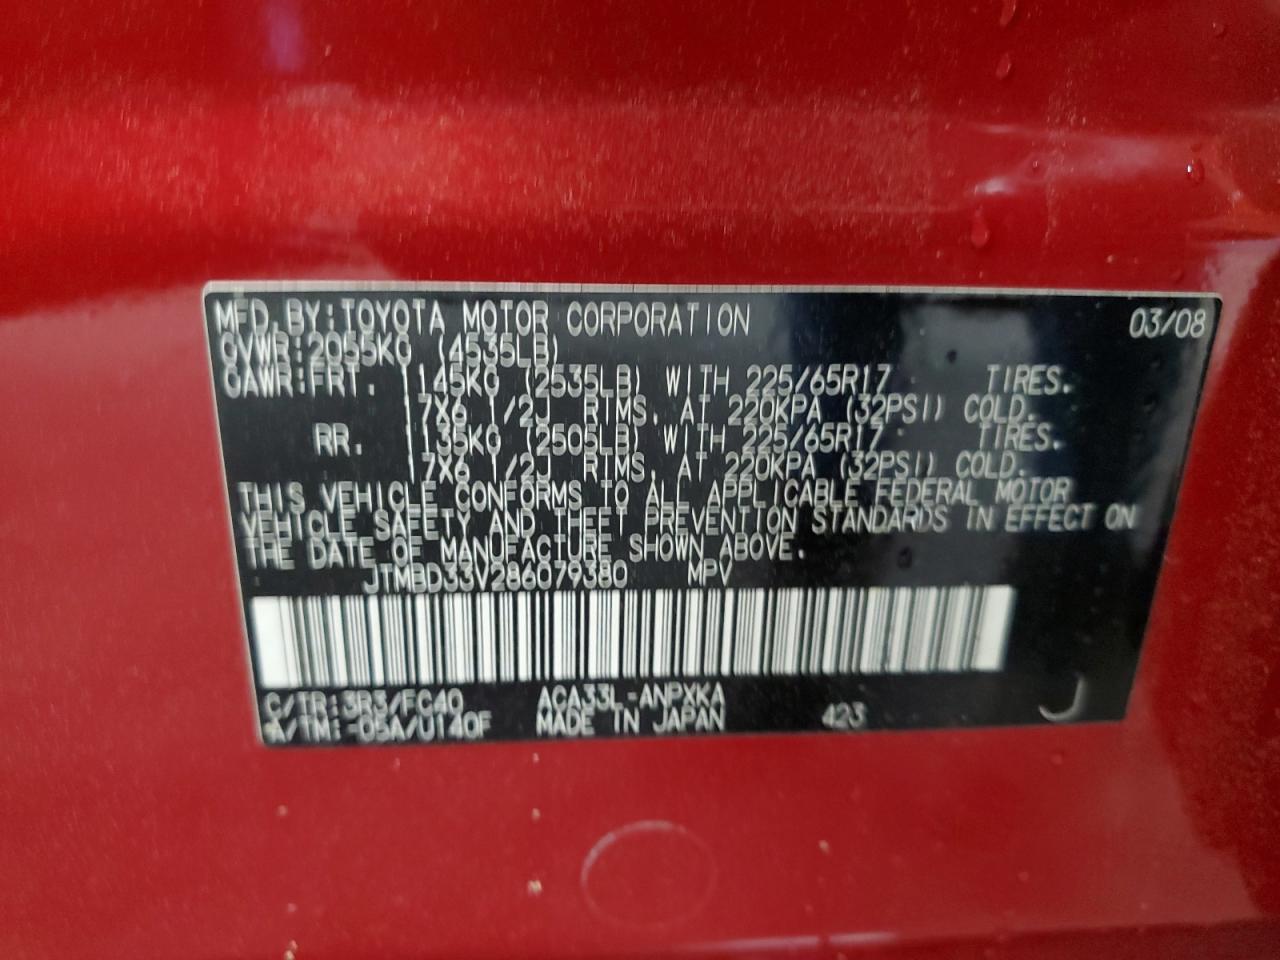 MFD.BY:TOYOTA MOTOR CORPORATION 03/08
GVWR:2055KG (4535LB)
GAWR:FRT. 1145KG (2535LB) WITH 225/65R17 TIRES.
17X6 1/2J RIMS, AT 220KPA (32PSI) COLD.
RR. 1135KG (2505LB) WITH 225/65R17 TIRES.
17X6 1/2J RIMS, AT 220KPA (32PSI) COLD.
THIS VEHICLE CONFORMS TO ALL APPLICABLE FEDERAL MOTOR
VEHICLE SAFETY AND THEFT PREVENTION STANDARDS IN EFFECT ON
THE DATE OF MANUFACTURE SHOWN ABOVE.
JTMBD33V286079380 MPV
C/TR:3R3/FC40 ACA33L-ANPXKA
A/TM:-05A/U140F MADE IN JAPAN 423 J